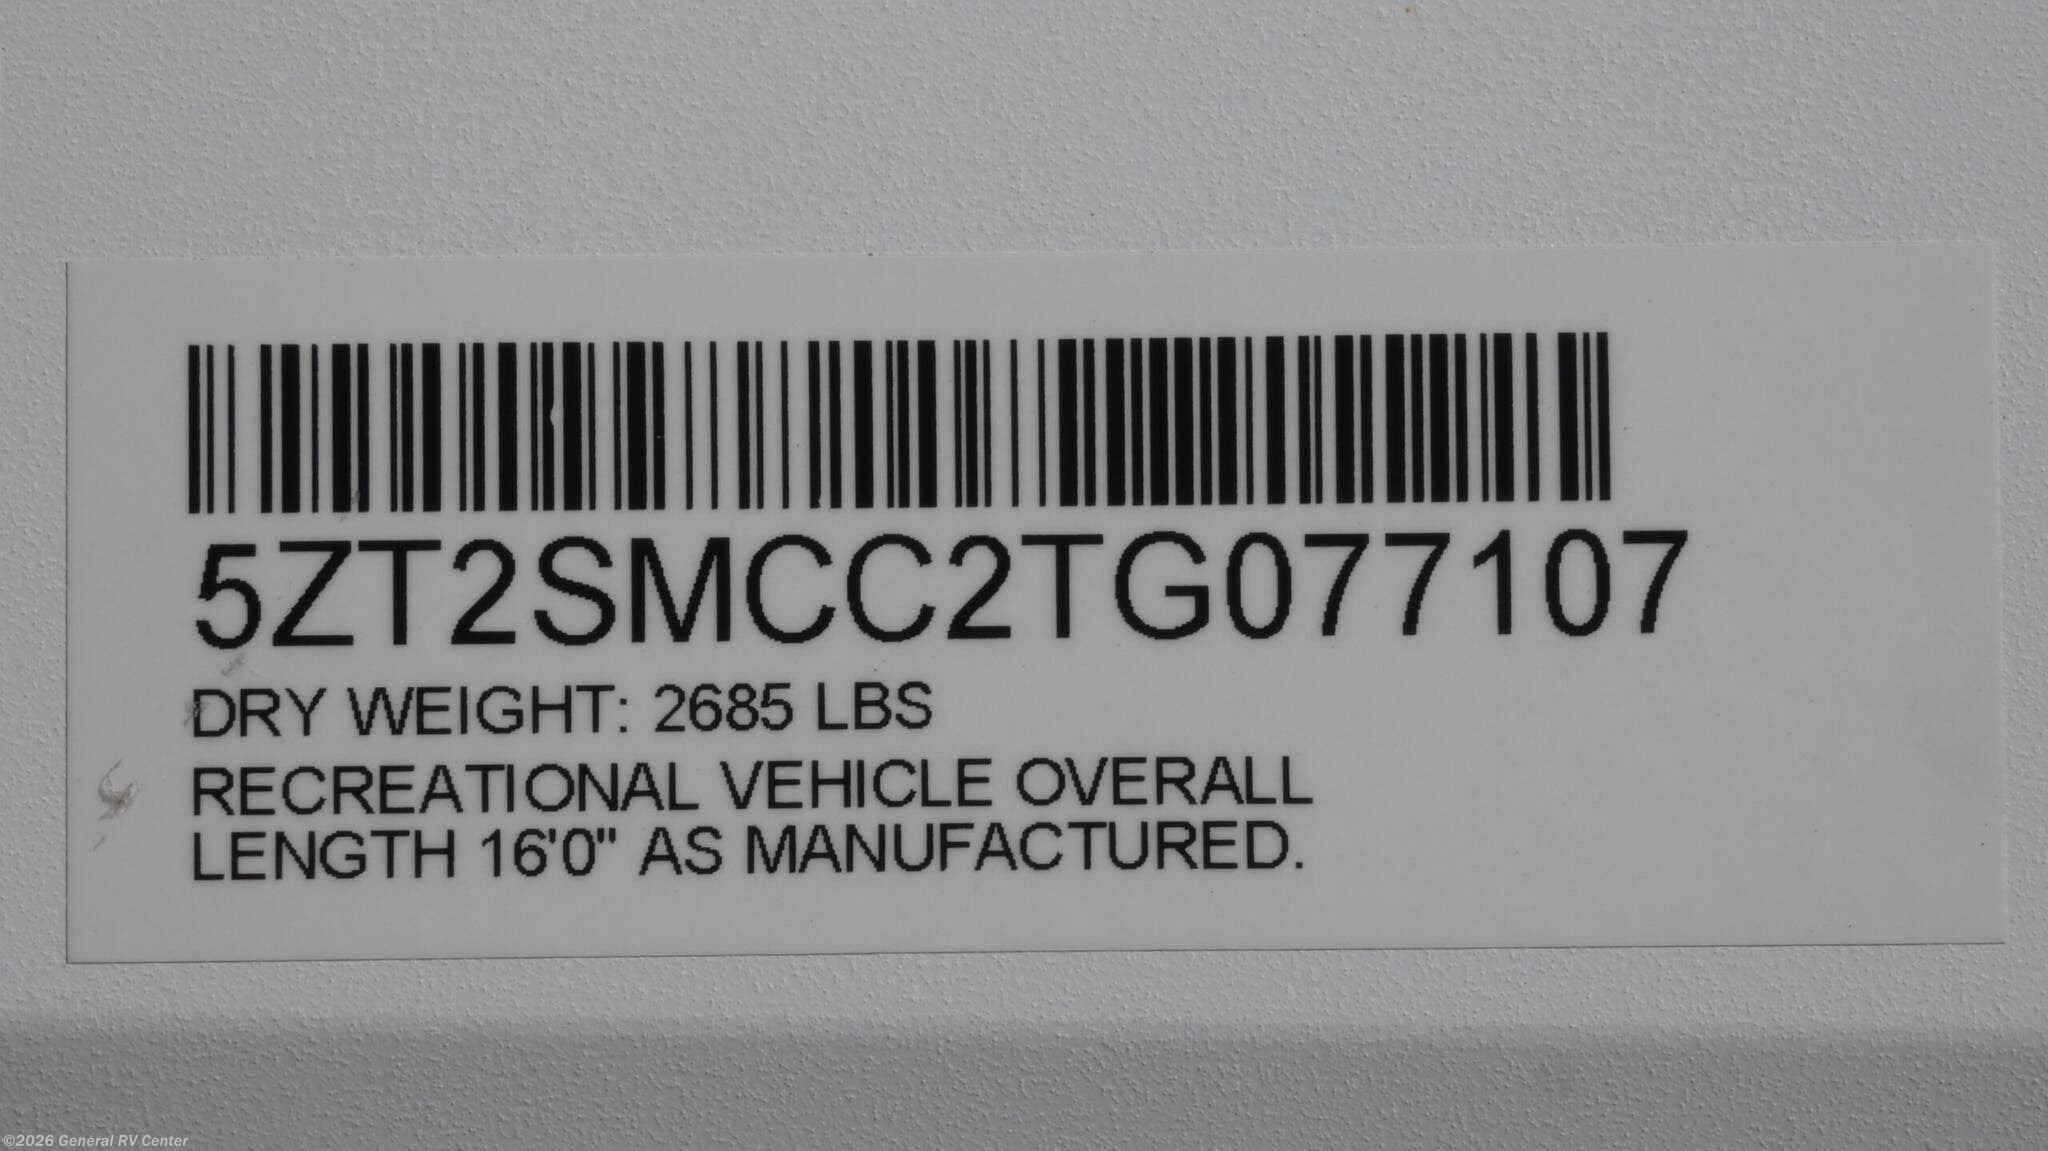 5ZT2SMCC2TG077107
DRY WEIGHT: 2685 LBS
RECREATIONAL VEHICLE OVERALL
LENGTH 16'0" AS MANUFACTURED.
©2026 General RV Center